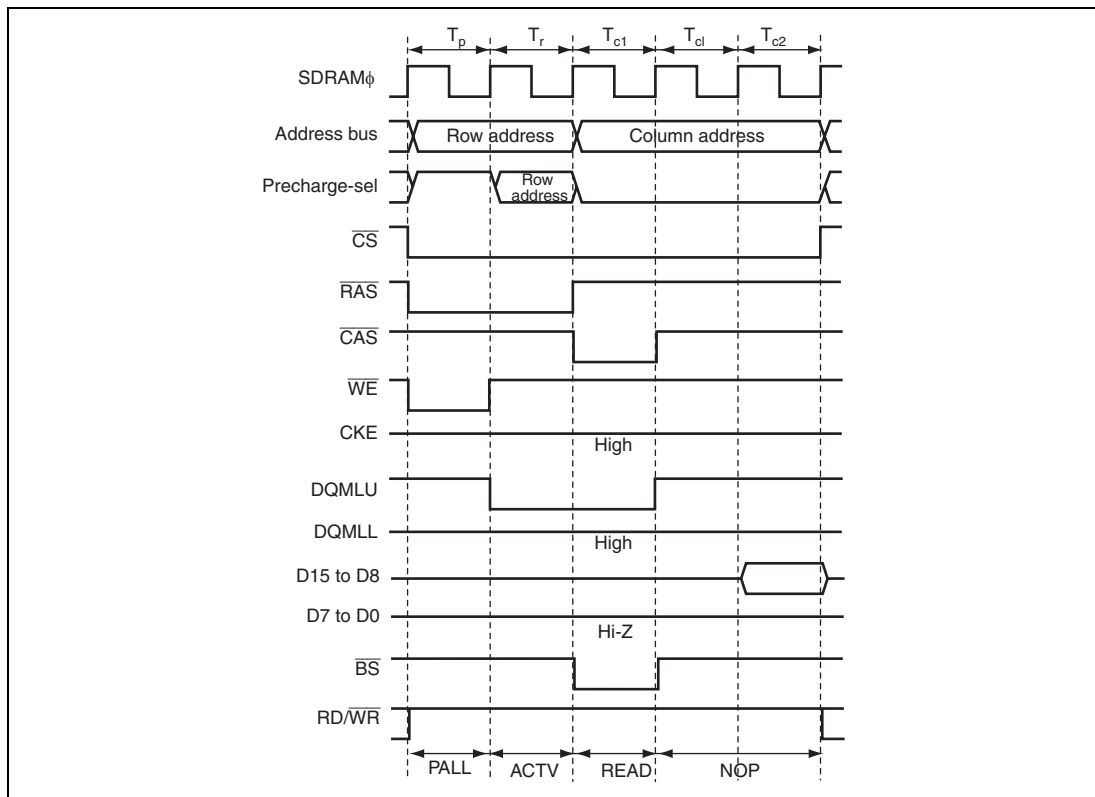 Tp Tr Tc1 Tcl Tc2
SDRAMϕ
Address bus Row address Column address
Precharge-sel Row address
CS
RAS
CAS
WE
CKE High
DQMLU
DQMLL High
D15 to D8
D7 to D0 Hi-Z
BS
RD/WR
PALL ACTV READ NOP